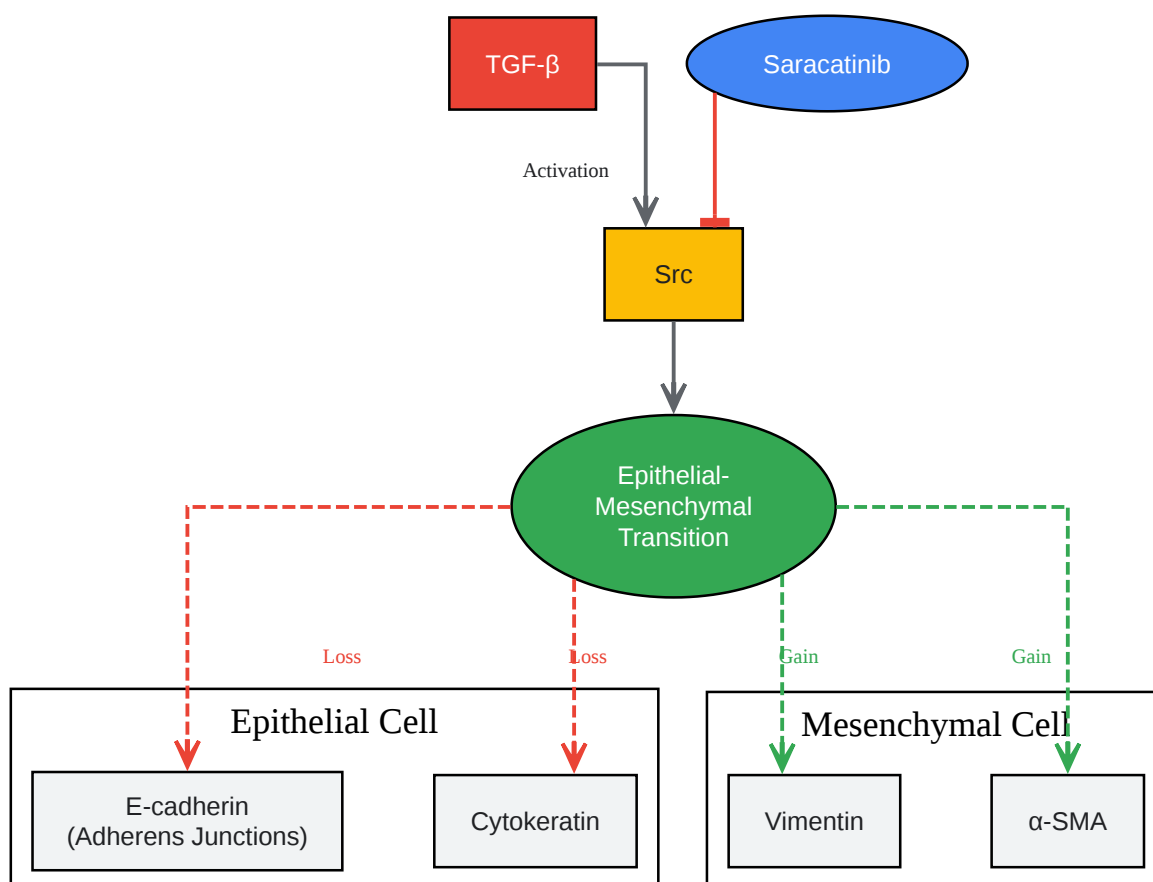 TGF-β
Saracatinib
Activation
Src
Epithelial-
Mesenchymal
Transition
Loss
Loss
Gain
Gain
Epithelial Cell
Mesenchymal Cell
E-cadherin
(Adherens Junctions)
Cytokeratin
Vimentin
α-SMA